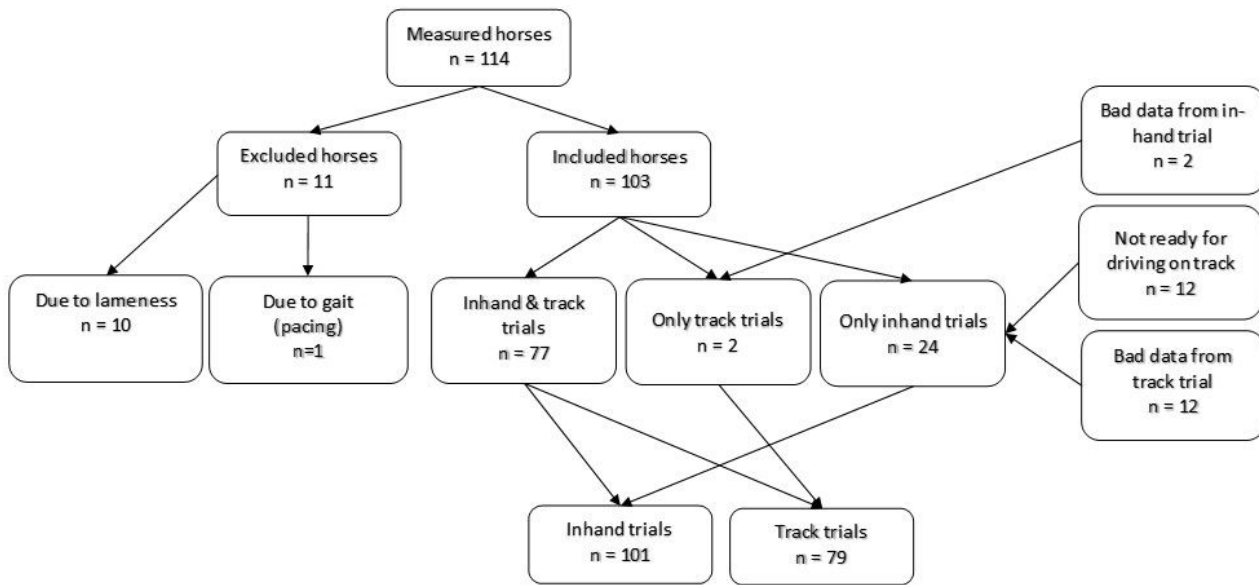 Measured horses
n = 114
Bad data from in-
hand trial
n = 2
Excluded horses
n = 11
Included horses
n = 103
Not ready for
driving on track
n = 12
Due to lameness
n = 10
Due to gait
(pacing)
n=1
Inhand & track
trials
n = 77
Only track trials
n = 2
Only inhand trials
n = 24
Bad data from
track trial
n = 12
Inhand trials
n = 101
Track trials
n = 79